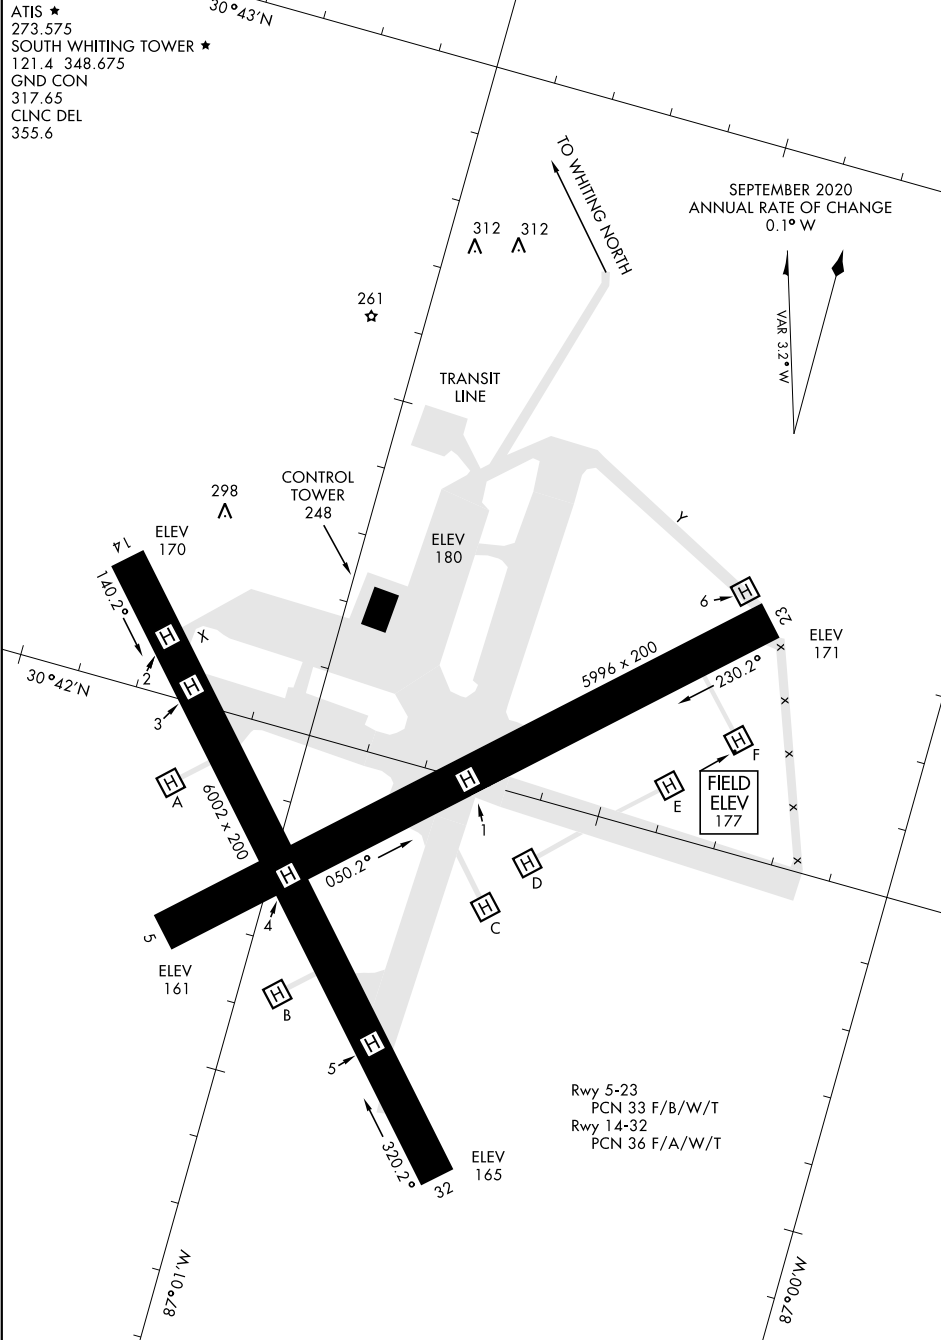 ATIS ★
273.575
SOUTH WHITING TOWER ★
121.4 348.675
GND CON
317.65
CLNC DEL
355.6
30°43'N
TO WHITING NORTH
SEPTEMBER 2020
ANNUAL RATE OF CHANGE
0.1° W
VAR 3.2° W
312
312
261
TRANSIT
LINE
298
CONTROL
TOWER
248
ELEV
180
14
ELEV
170
140.2°
Y
X
H
2
H
3
6
H
23
ELEV
171
5996 x 200
230.2°
30°42'N
x
x
x
x
x
H
A
6002 x 200
H
1
H
F
H
E
FIELD
ELEV
177
H
4
050.2°
H
D
H
C
5
ELEV
161
H
B
H
5
320.2°
32
ELEV
165
Rwy 5-23
PCN 33 F/B/W/T
Rwy 14-32
PCN 36 F/A/W/T
87°01'W
87°00'W